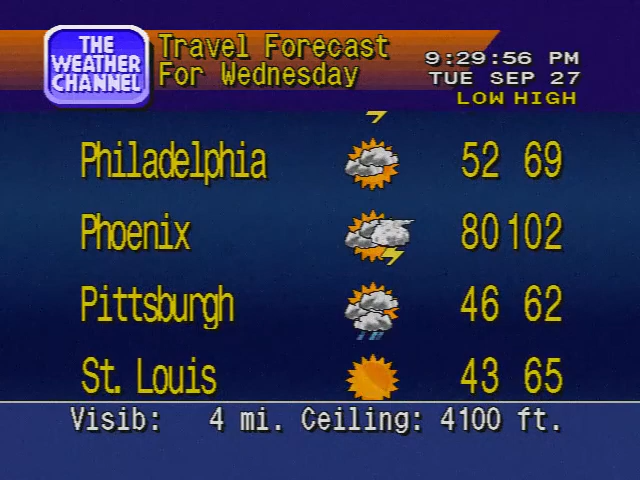 THE
WEATHER
CHANNEL
Travel Forecast
For Wednesday
9:29:56 PM
TUE SEP 27
LOW HIGH
Philadelphia 52 69
Phoenix 80 102
Pittsburgh 46 62
St. Louis 43 65
Visib: 4 mi. Ceiling: 4100 ft.